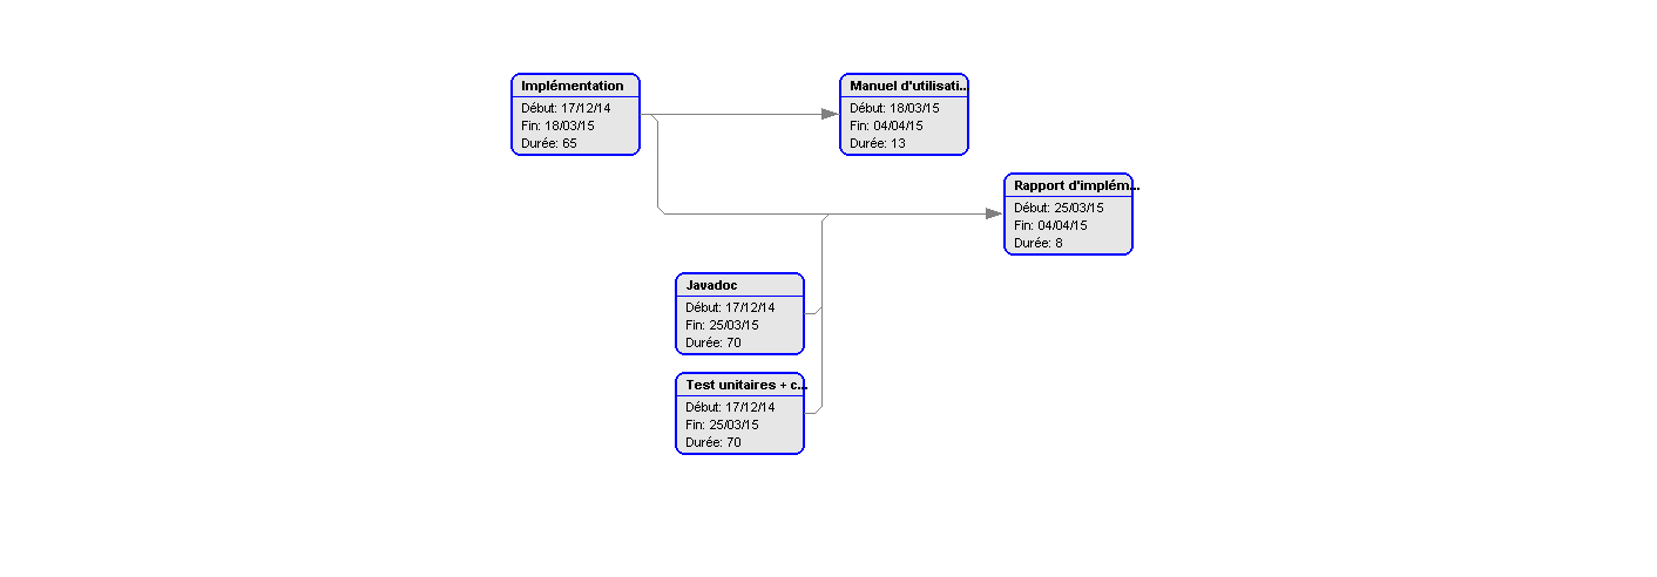 Implémentation
Début: 17/12/14
Fin: 18/03/15
Durée: 65
Manuel d'utilisati...
Début: 18/03/15
Fin: 04/04/15
Durée: 13
Rapport d'implém...
Début: 25/03/15
Fin: 04/04/15
Durée: 8
Javadoc
Début: 17/12/14
Fin: 25/03/15
Durée: 70
Test unitaires + c...
Début: 17/12/14
Fin: 25/03/15
Durée: 70